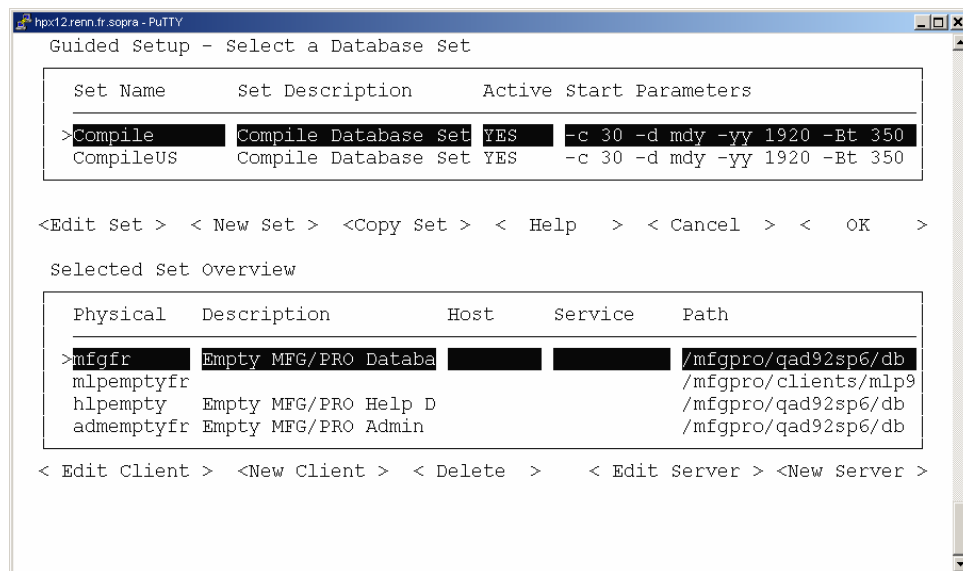 hpx12.renn.fr.sopra - PuTTY
Guided Setup - Select a Database Set
Set Name Set Description Active Start Parameters
>Compile Compile Database Set YES -c 30 -d mdy -yy 1920 -Bt 350
CompileUS Compile Database Set YES -c 30 -d mdy -yy 1920 -Bt 350
<Edit Set > < New Set > <Copy Set > < Help > < Cancel > < OK >
Selected Set Overview
Physical Description Host Service Path
>mfgfr Empty MFG/PRO Databa /mfgpro/qad92sp6/db
mlpemptyfr /mfgpro/clients/mlp9
hlpempty Empty MFG/PRO Help D /mfgpro/qad92sp6/db
admemptyfr Empty MFG/PRO Admin /mfgpro/qad92sp6/db
< Edit Client > <New Client > < Delete > < Edit Server > <New Server >